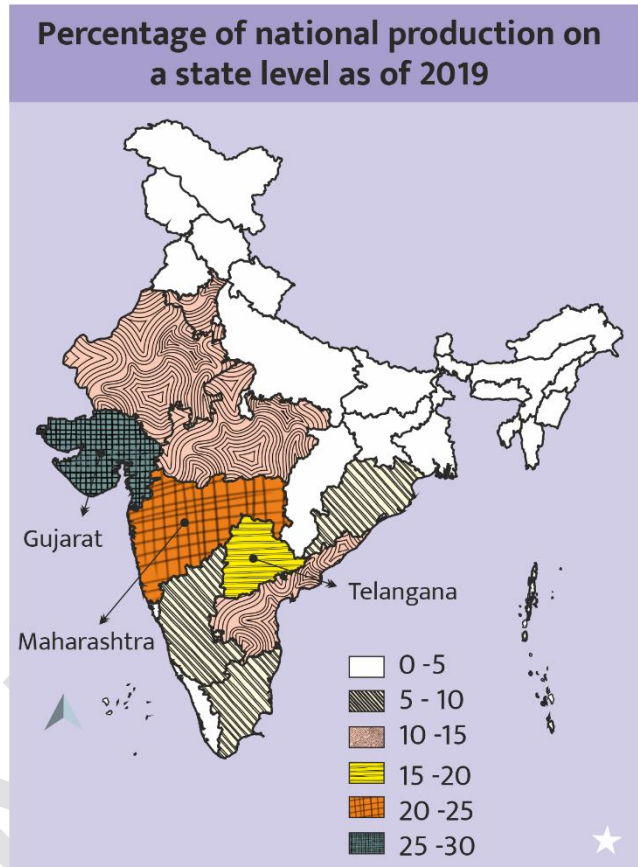 Percentage of national production on
a state level as of 2019
Gujarat
Maharashtra
Telangana
0 -5
5 - 10
10 -15
15 -20
20 -25
25 -30